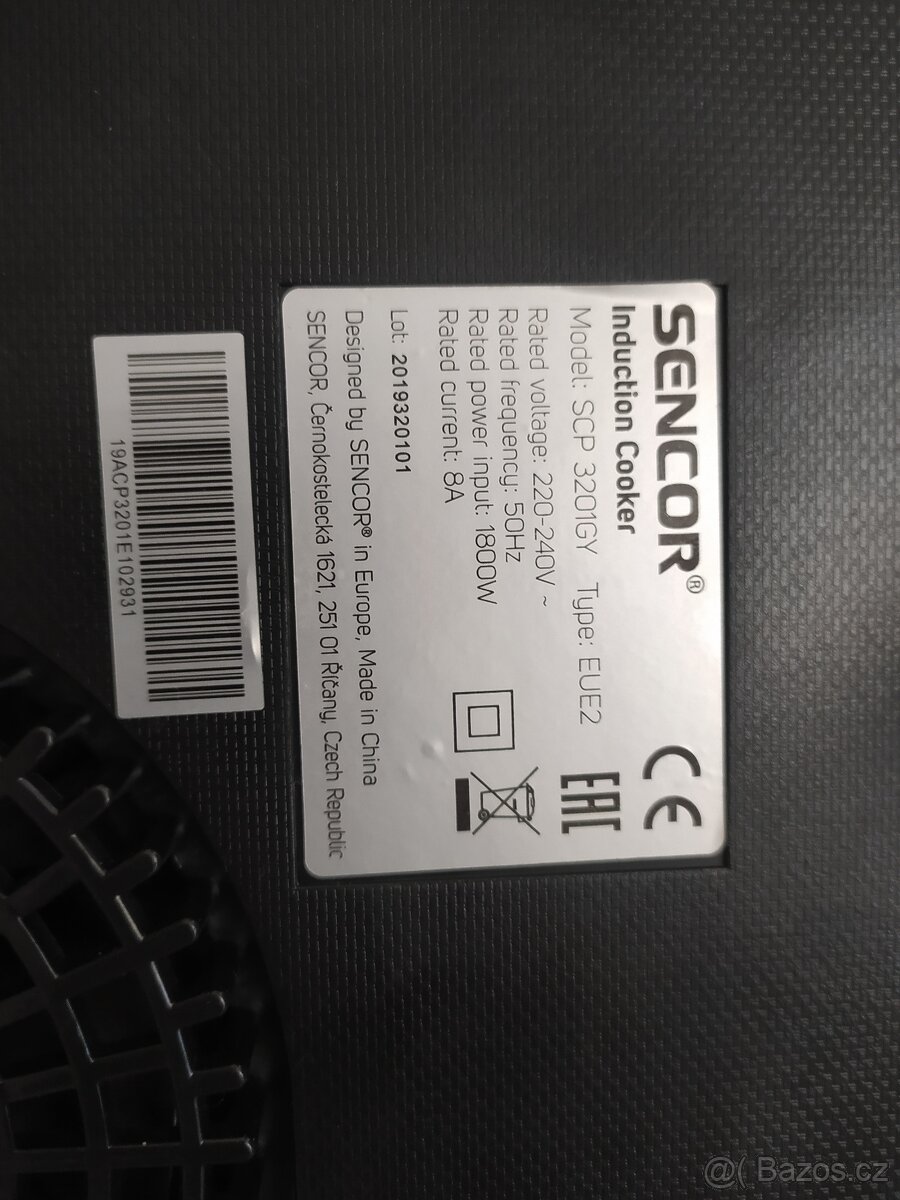 SENCOR®
Induction Cooker
Model: SCP 3201GY Type: EUE2
Rated voltage: 220-240V ~
Rated frequency: 50Hz
Rated power input: 1800W
Rated current: 8A
CE
EAC
Lot: 2019320101
Designed by SENCOR® in Europe, Made in China
SENCOR, Černokostelecká 1621, 251 01 Říčany, Czech Republic
19ACP3201E102931
@( Bazos.cz